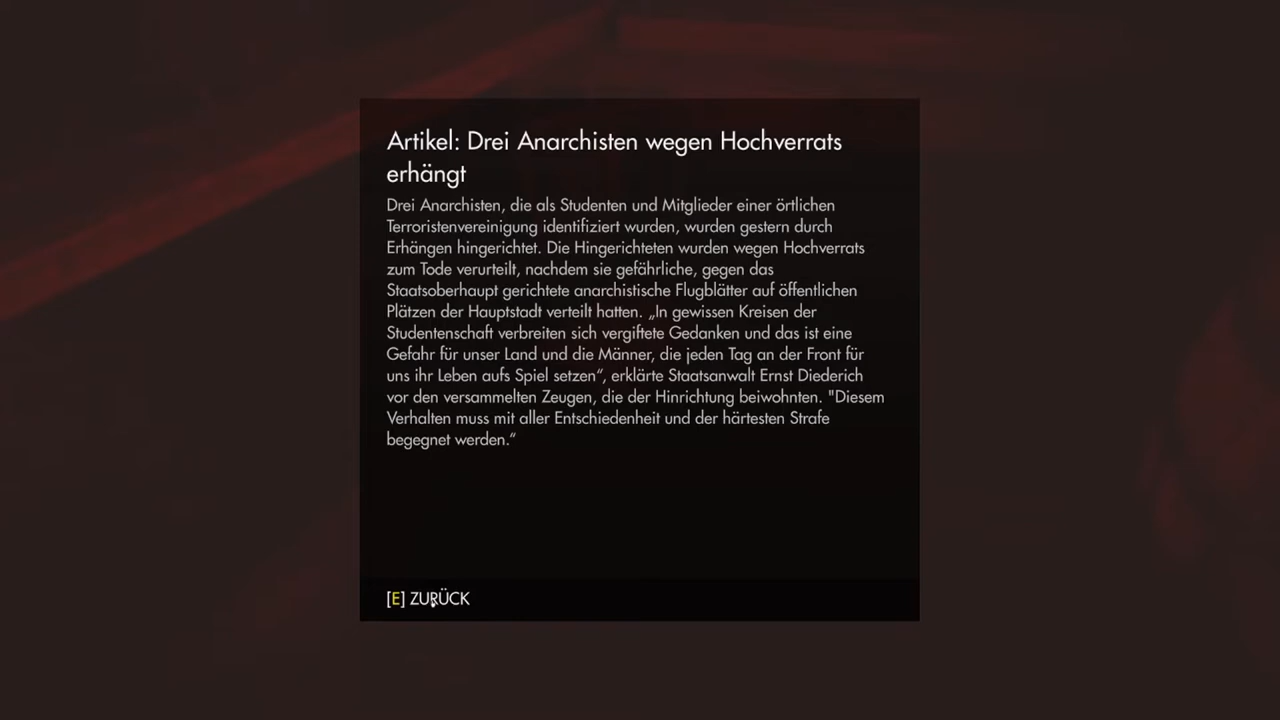 Artikel: Drei Anarchisten wegen Hochverrats
erhängt
Drei Anarchisten, die als Studenten und Mitglieder einer örtlichen
Terroristenvereinigung identifiziert wurden, wurden gestern durch
Erhängen hingerichtet. Die Hingerichteten wurden wegen Hochverrats
zum Tode verurteilt, nachdem sie gefährliche, gegen das
Staatsoberhaupt gerichtete anarchistische Flugblätter auf öffentlichen
Plätzen der Hauptstadt verteilt hatten. „In gewissen Kreisen der
Studentenschaft verbreiten sich vergiftete Gedanken und das ist eine
Gefahr für unser Land und die Männer, die jeden Tag an der Front für
uns ihr Leben aufs Spiel setzen“, erklärte Staatsanwalt Ernst Diederich
vor den versammelten Zeugen, die der Hinrichtung beiwohnten. "Diesem
Verhalten muss mit aller Entschiedenheit und der härtesten Strafe
begegnet werden.“
[E] ZURÜCK